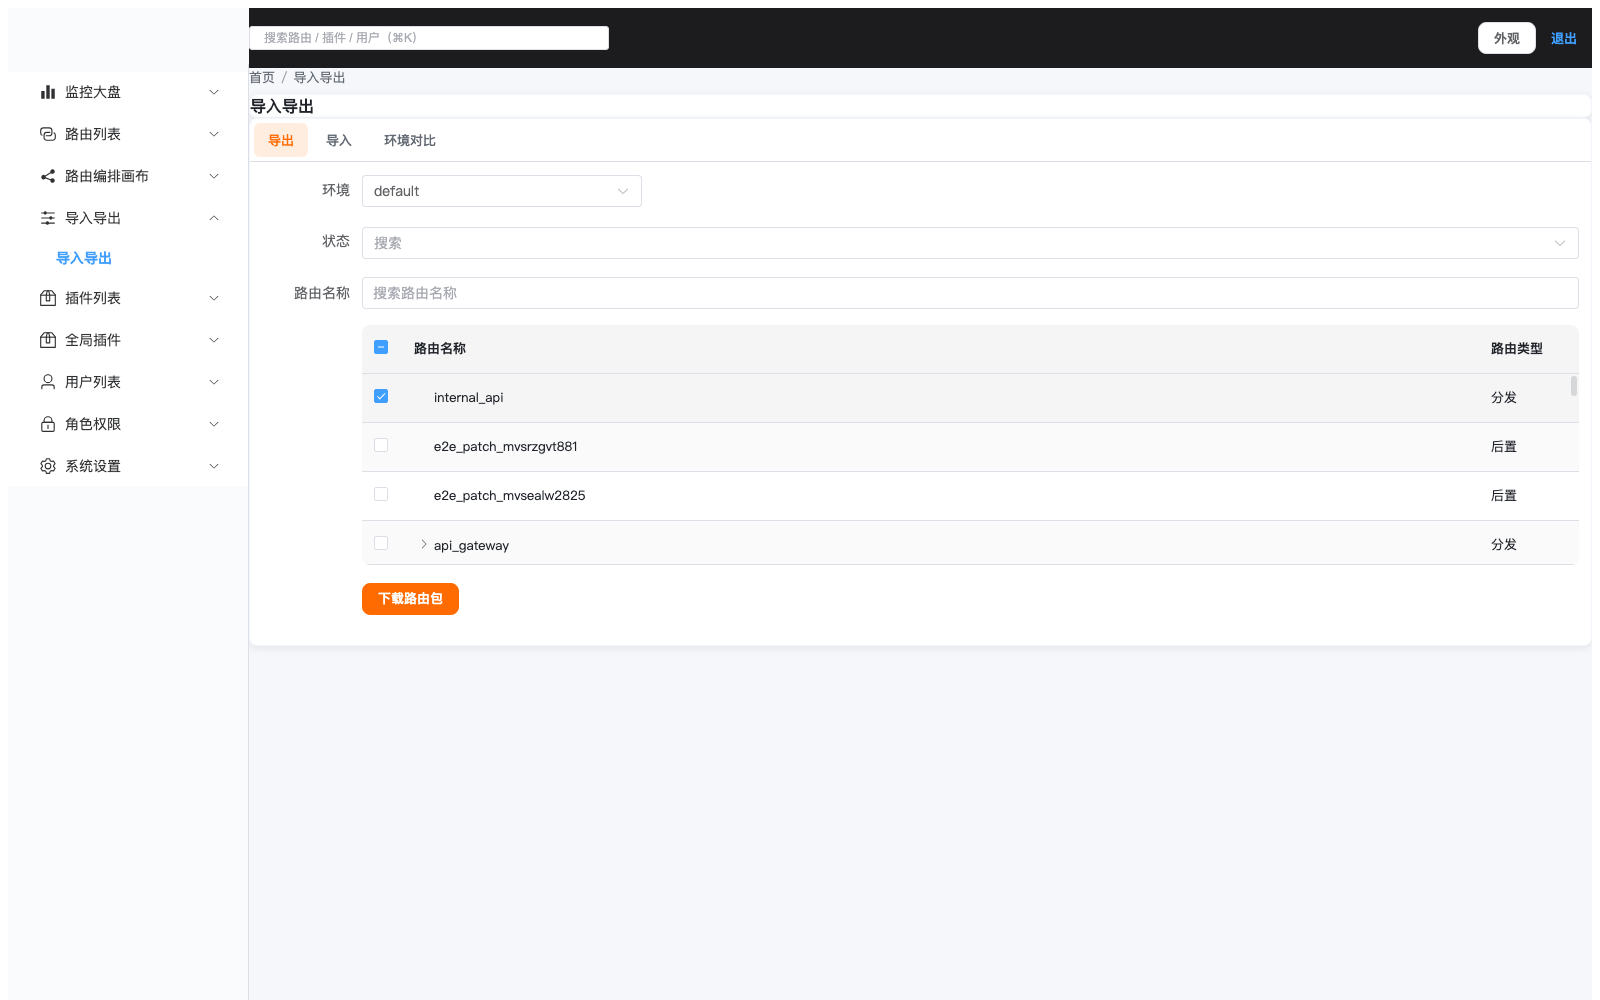 搜索路由 / 插件 / 用户（⌘K）
外观
退出
监控大盘
路由列表
路由编排画布
导入导出
导入导出
插件列表
全局插件
用户列表
角色权限
系统设置
首页 / 导入导出
导入导出
导出 导入 环境对比
环境 default
状态 搜索
路由名称 搜索路由名称
路由名称 路由类型
internal_api 分发
e2e_patch_mvsrzgvt881 后置
e2e_patch_mvsealw2825 后置
api_gateway 分发
下载路由包